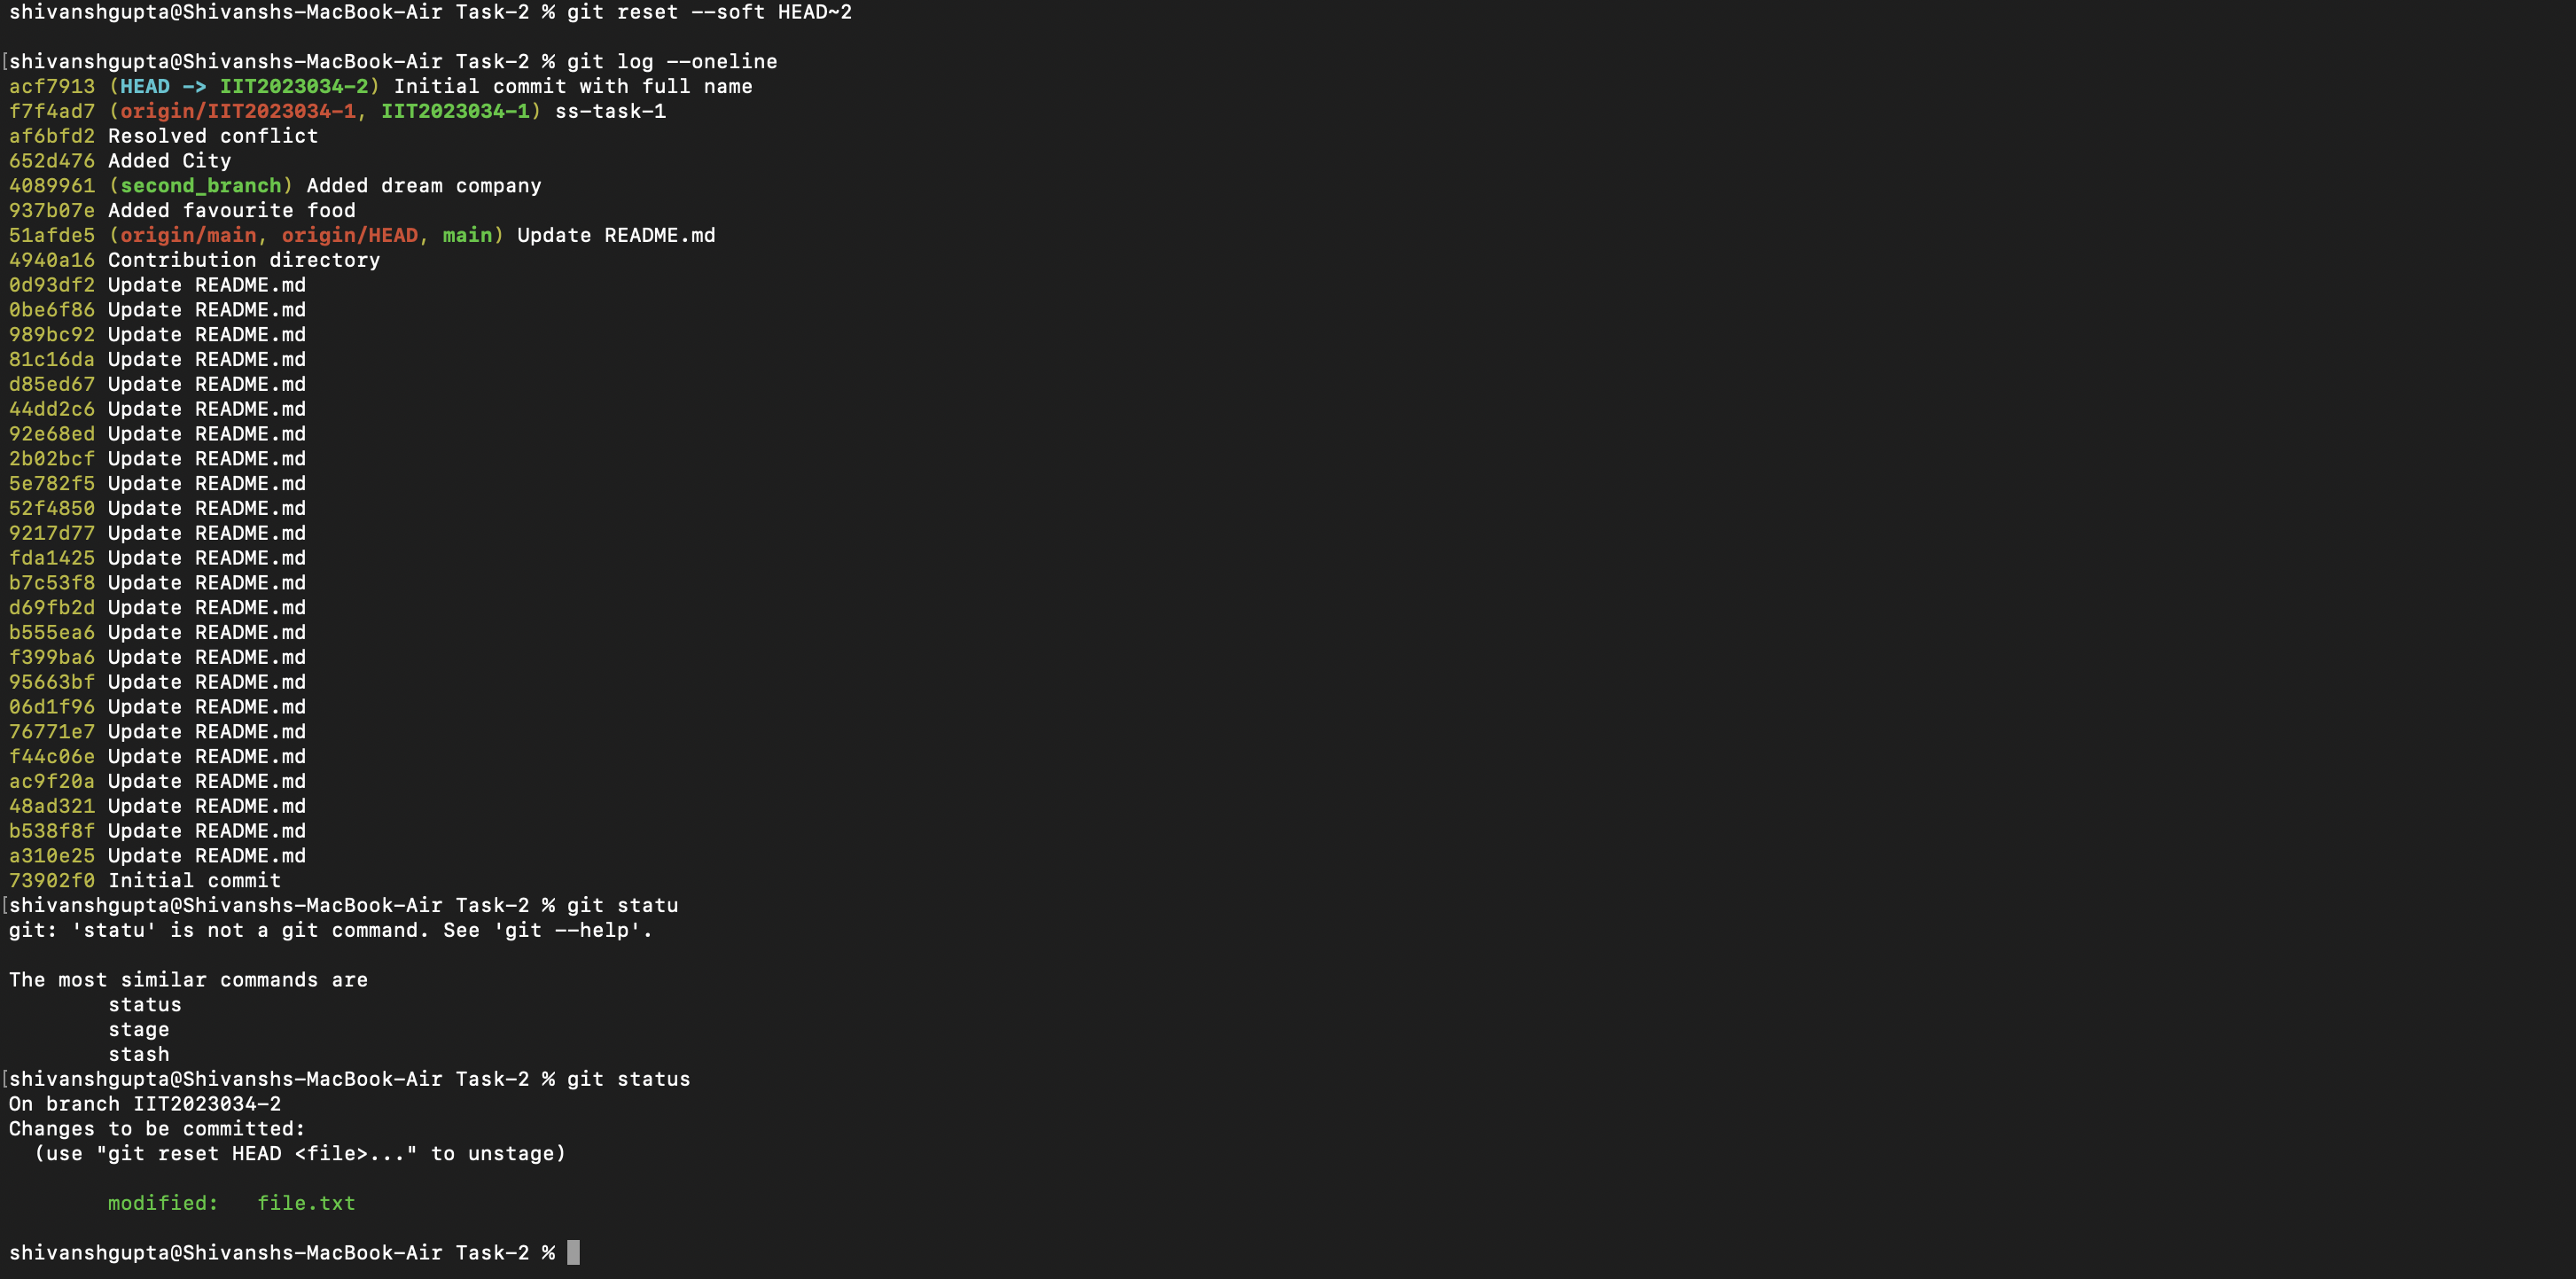 shivanshgupta@Shivanshs-MacBook-Air Task-2 % git reset --soft HEAD~2
[shivanshgupta@Shivanshs-MacBook-Air Task-2 % git log --oneline
acf7913 (HEAD -> IIT2023034-2) Initial commit with full name
f7f4ad7 (origin/IIT2023034-1, IIT2023034-1) ss-task-1
af6bfd2 Resolved conflict
652d476 Added City
4089961 (second_branch) Added dream company
937b07e Added favourite food
51afde5 (origin/main, origin/HEAD, main) Update README.md
4940a16 Contribution directory
0d93df2 Update README.md
0be6f86 Update README.md
989bc92 Update README.md
81c16da Update README.md
d85ed67 Update README.md
44dd2c6 Update README.md
92e68ed Update README.md
2b02bcf Update README.md
5e782f5 Update README.md
52f4850 Update README.md
9217d77 Update README.md
fda1425 Update README.md
b7c53f8 Update README.md
d69fb2d Update README.md
b555ea6 Update README.md
f399ba6 Update README.md
95663bf Update README.md
06d1f96 Update README.md
76771e7 Update README.md
f44c06e Update README.md
ac9f20a Update README.md
48ad321 Update README.md
b538f8f Update README.md
a310e25 Update README.md
73902f0 Initial commit
[shivanshgupta@Shivanshs-MacBook-Air Task-2 % git statu
git: 'statu' is not a git command. See 'git --help'.
The most similar commands are
status
stage
stash
[shivanshgupta@Shivanshs-MacBook-Air Task-2 % git status
On branch IIT2023034-2
Changes to be committed:
(use "git reset HEAD <file>..." to unstage)
modified: file.txt
shivanshgupta@Shivanshs-MacBook-Air Task-2 %